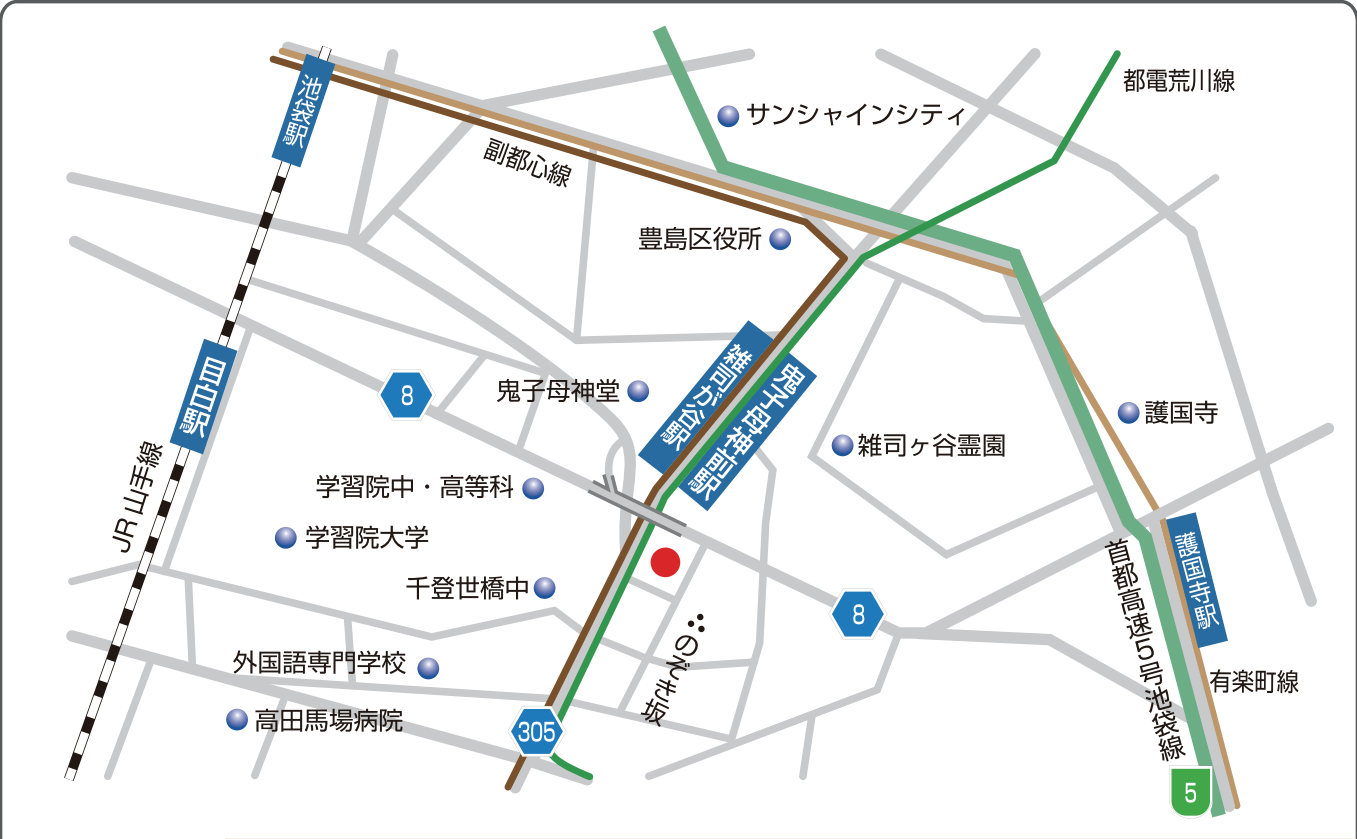 都電荒川線
サンシャインシティ
池袋駅
副都心線
豊島区役所
目白駅
雑司が谷駅
鬼子母神前駅
鬼子母神堂
8
護国寺
雑司ヶ谷霊園
JR山手線
学習院中・高等科
学習院大学
千登世橋中
8
護国寺駅
首都高速5号池袋線
のぞき坂
外国語専門学校
有楽町線
高田馬場病院
305
5